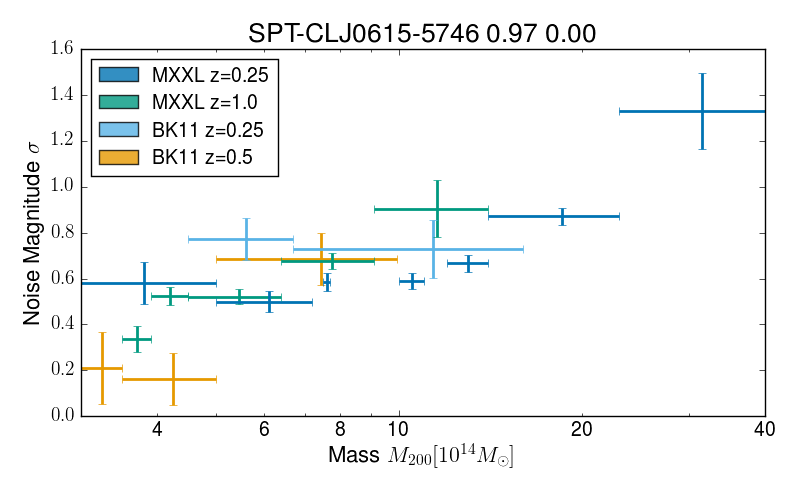 SPT-CLJ0615-5746 0.97 0.00
1.6
1.4
1.2
1.0
0.8
0.6
0.4
0.2
0.0
Noise Magnitude σ
MXXL z=0.25
MXXL z=1.0
BK11 z=0.25
BK11 z=0.5
4 6 8 10 20 40
Mass M₂₀₀[10¹⁴M☉]